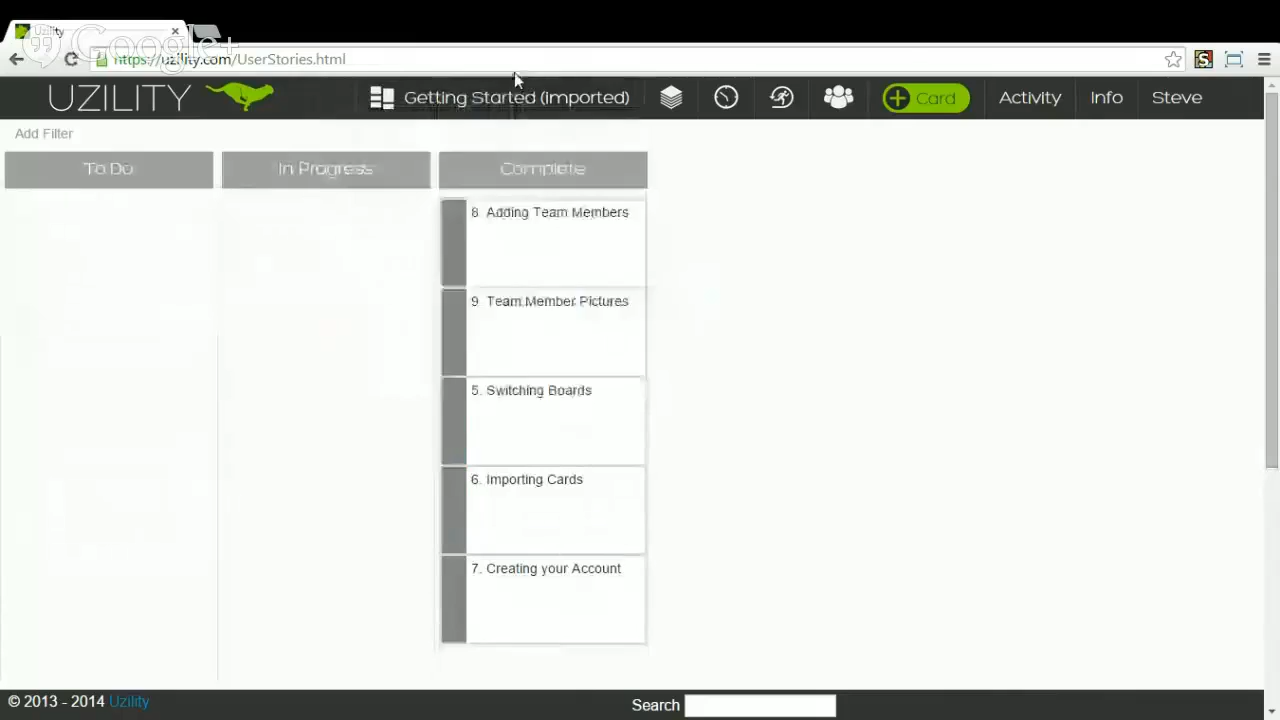 Uzility
Google+
https://uzility.com/UserStories.html
UZILITY
Getting Started (imported)
Card
Activity
Info
Steve
Add Filter
To Do
In Progress
Complete
8 Adding Team Members
9 Team Member Pictures
5. Switching Boards
6. Importing Cards
7. Creating your Account
© 2013 - 2014 Uzility
Search